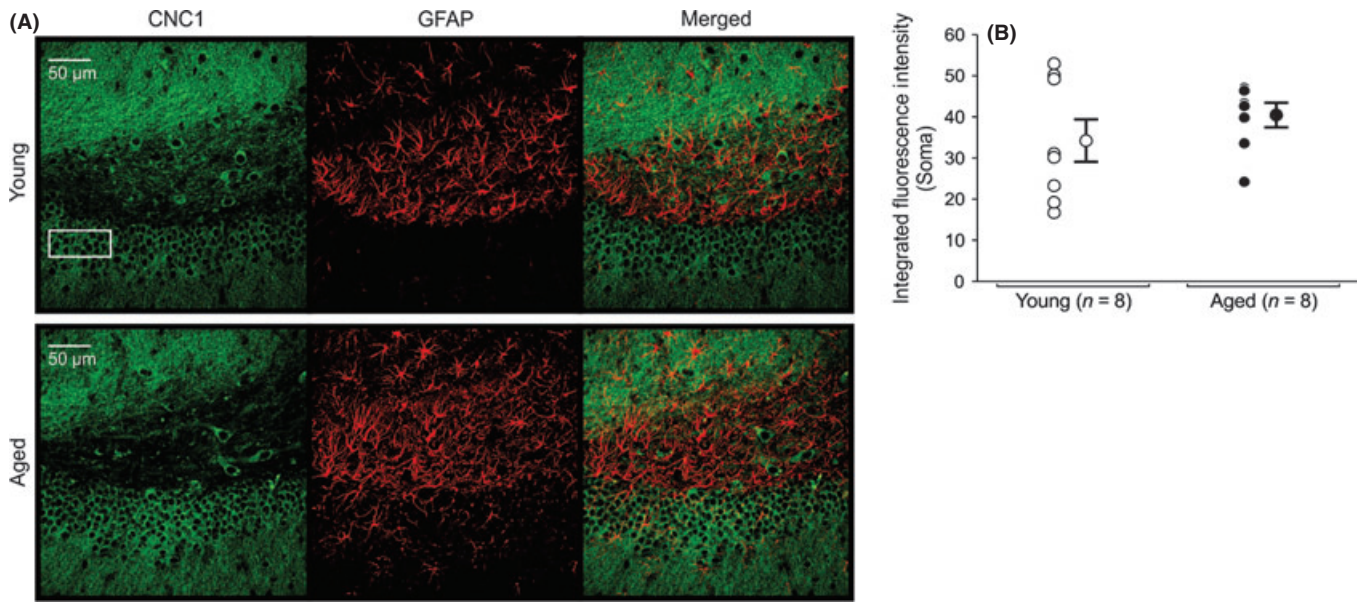 (A)
CNC1 GFAP Merged
Young
50 µm
Aged
50 µm
(B)
Integrated fluorescence intensity
(Soma)
60
50
40
30
20
10
0
Young (n = 8) Aged (n = 8)